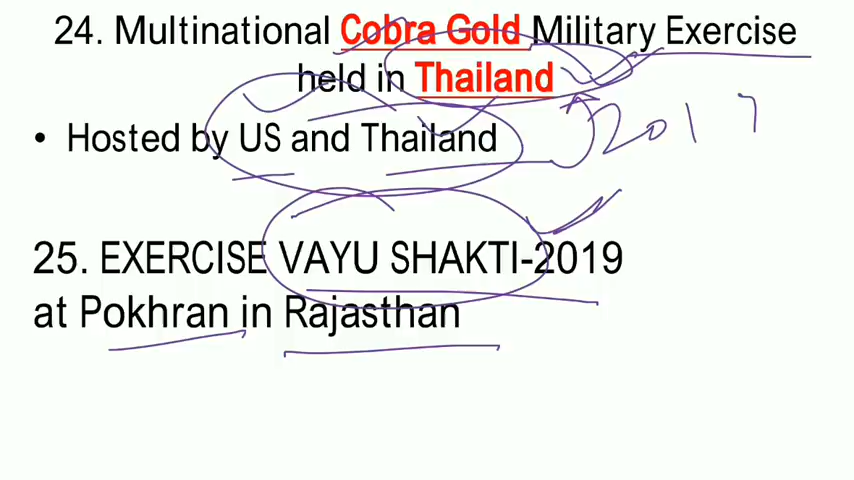 24. Multinational Cobra Gold Military Exercise
held in Thailand
• Hosted by US and Thailand
2017
25. EXERCISE VAYU SHAKTI-2019
at Pokhran in Rajasthan